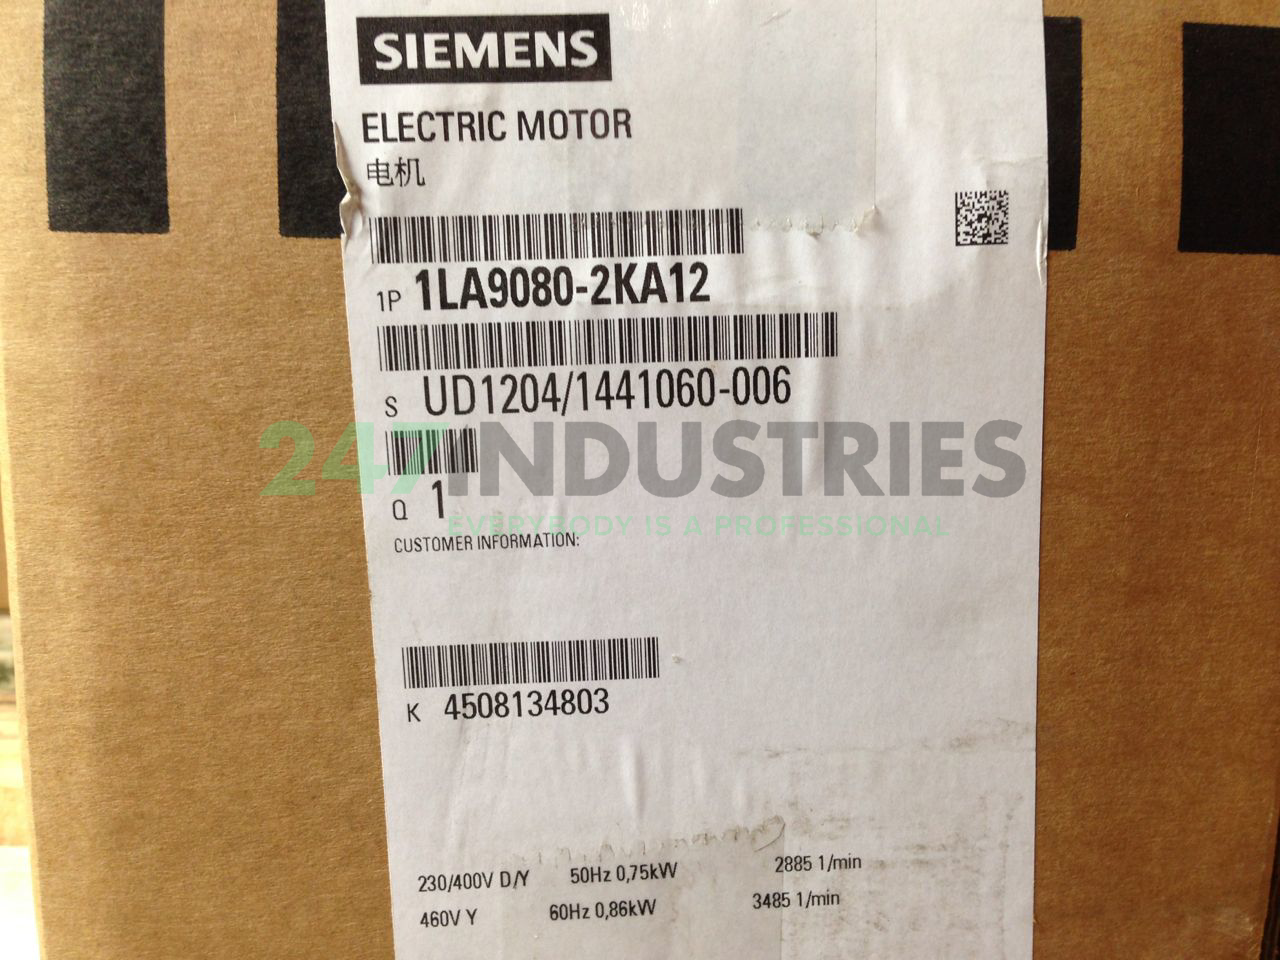 SIEMENS
ELECTRIC MOTOR
电机
1P 1LA9080-2KA12
S UD1204/1441060-006
247INDUSTRIES
Q 1
EVERYBODY IS A PROFESSIONAL
CUSTOMER INFORMATION:
K 4508134803
230/400V D/Y 50Hz 0,75kW 2885 1/min
460V Y 60Hz 0,86kW 3485 1/min